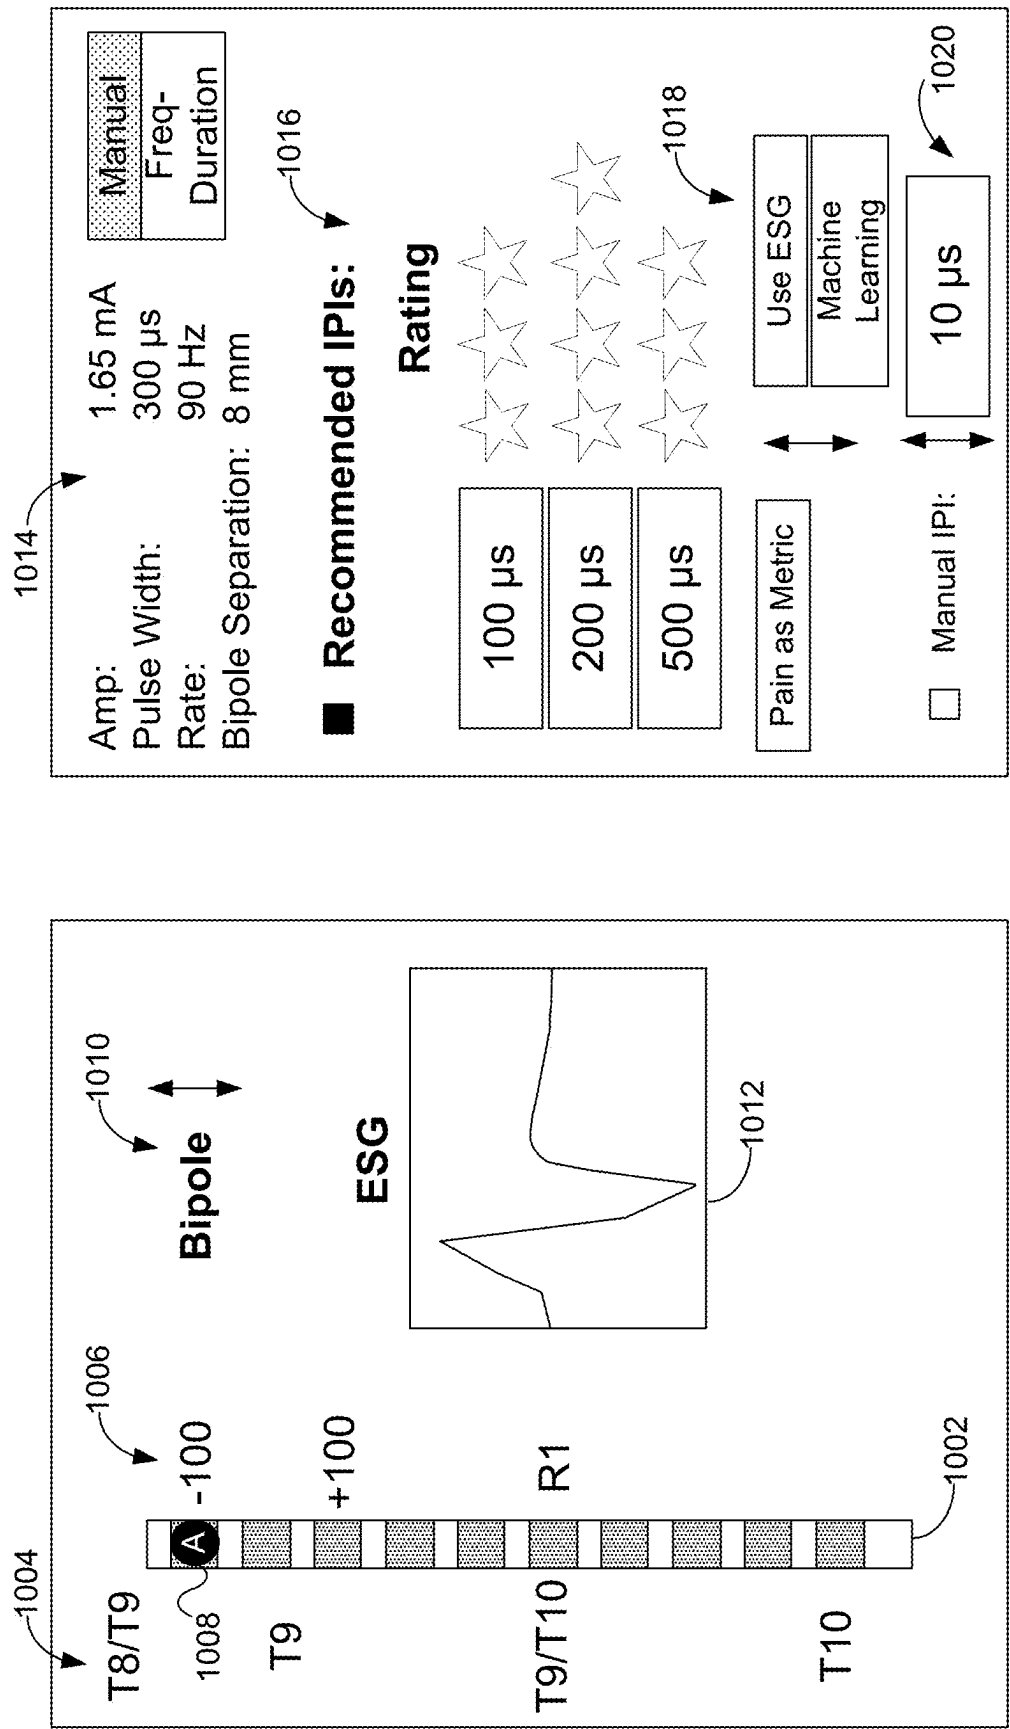 1004
T8/T9
1008
A
-100
1006
Bipole
1010
T9
+100
ESG
T9/T10
R1
1012
T10
1002
1014
Amp: 1.65 mA
Pulse Width: 300 µs
Rate: 90 Hz
Bipole Separation: 8 mm
Manual
Freq-
Duration
1016
Recommended IPIs:
Rating
100 µs
200 µs
500 µs
1018
Pain as Metric
Use ESG
Machine
Learning
1020
Manual IPI:
10 µs